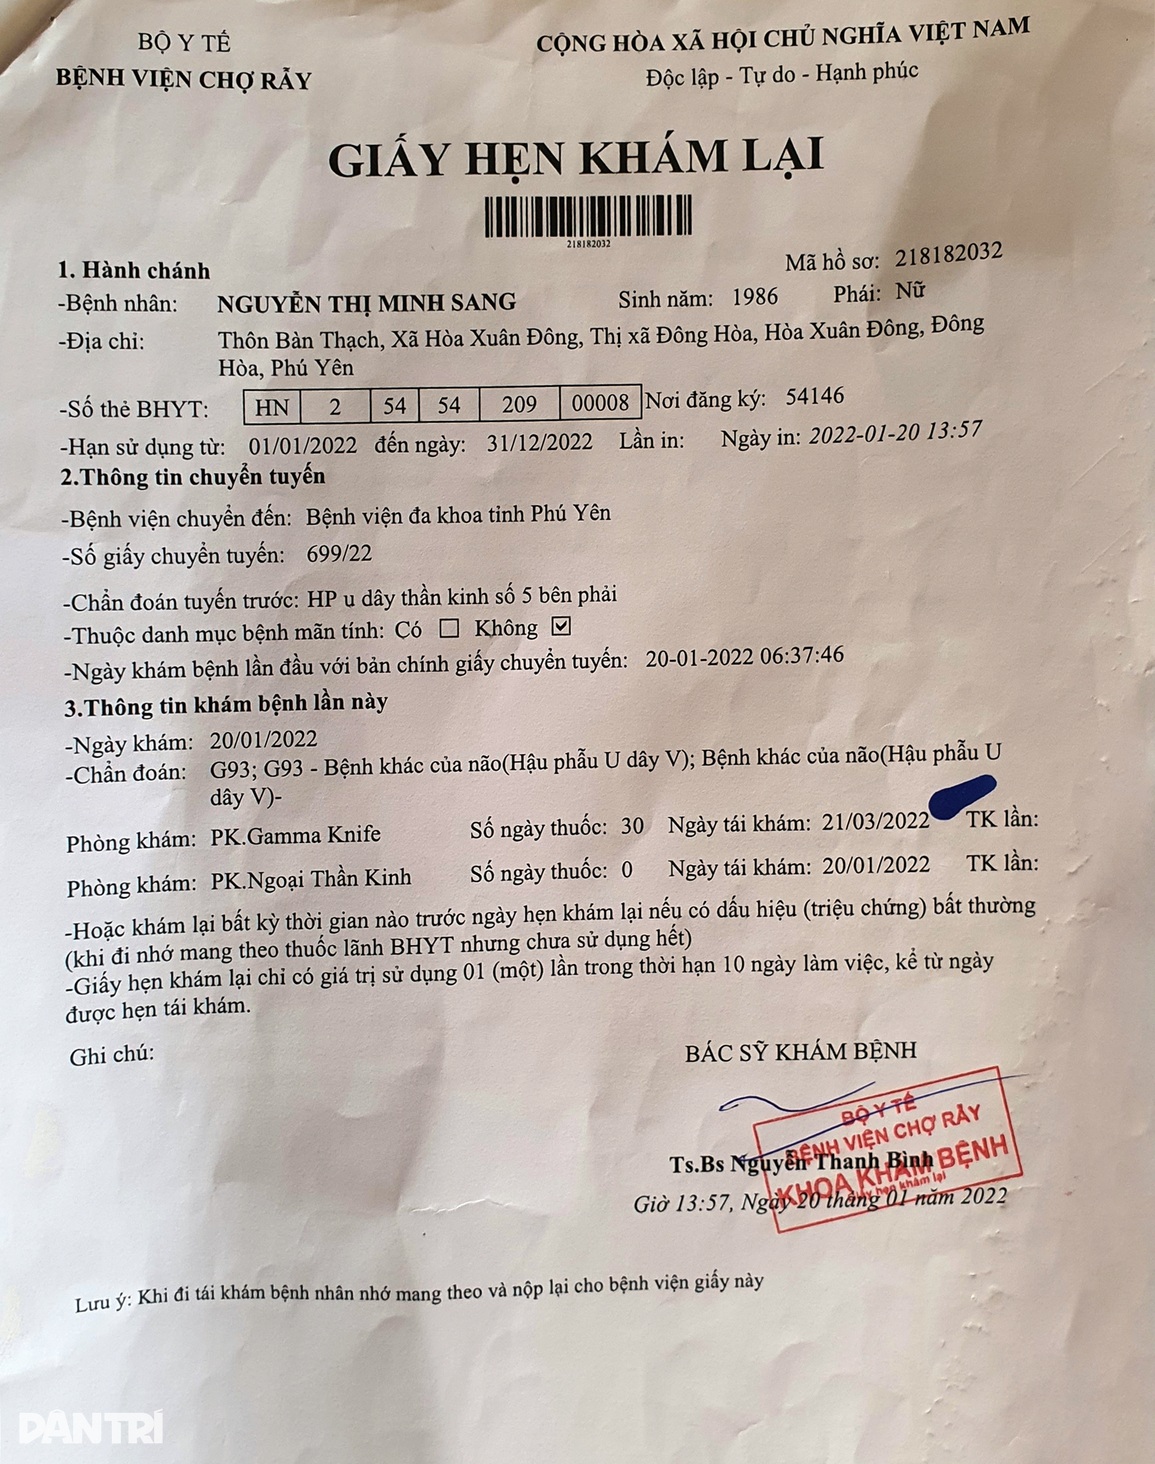 BỘ Y TẾ
BỆNH VIỆN CHỢ RẪY
CỘNG HÒA XÃ HỘI CHỦ NGHĨA VIỆT NAM
Độc lập - Tự do - Hạnh phúc
GIẤY HẸN KHÁM LẠI
218182032
Mã hồ sơ: 218182032
1. Hành chánh
-Bệnh nhân: NGUYỄN THỊ MINH SANG Sinh năm: 1986 Phái: Nữ
-Địa chỉ: Thôn Bàn Thạch, Xã Hòa Xuân Đông, Thị xã Đông Hòa, Hòa Xuân Đông, Đông
Hòa, Phú Yên
-Số thẻ BHYT: HN 2 54 54 209 00008 Nơi đăng ký: 54146
-Hạn sử dụng từ: 01/01/2022 đến ngày: 31/12/2022 Lần in: Ngày in: 2022-01-20 13:57
2.Thông tin chuyển tuyến
-Bệnh viện chuyển đến: Bệnh viện đa khoa tỉnh Phú Yên
-Số giấy chuyển tuyến: 699/22
-Chẩn đoán tuyến trước: HP u dây thần kinh số 5 bên phải
-Thuộc danh mục bệnh mãn tính: Có ☐ Không ☑
-Ngày khám bệnh lần đầu với bản chính giấy chuyển tuyến: 20-01-2022 06:37:46
3.Thông tin khám bệnh lần này
-Ngày khám: 20/01/2022
-Chẩn đoán: G93; G93 - Bệnh khác của não(Hậu phẫu U dây V); Bệnh khác của não(Hậu phẫu U
dây V)-
Phòng khám: PK.Gamma Knife Số ngày thuốc: 30 Ngày tái khám: 21/03/2022 TK lần:
Phòng khám: PK.Ngoại Thần Kinh Số ngày thuốc: 0 Ngày tái khám: 20/01/2022 TK lần:
-Hoặc khám lại bất kỳ thời gian nào trước ngày hẹn khám lại nếu có dấu hiệu (triệu chứng) bất thường
(khi đi nhớ mang theo thuốc lãnh BHYT nhưng chưa sử dụng hết)
-Giấy hẹn khám lại chỉ có giá trị sử dụng 01 (một) lần trong thời hạn 10 ngày làm việc, kể từ ngày
được hẹn tái khám.
Ghi chú:
BÁC SỸ KHÁM BỆNH
BỘ Y TẾ
BỆNH VIỆN CHỢ RẪY
KHOA KHÁM BỆNH
Giấy hẹn khám lại
Ts.Bs Nguyễn Thanh Bình
Giờ 13:57, Ngày 20 tháng 01 năm 2022
Lưu ý: Khi đi tái khám bệnh nhân nhớ mang theo và nộp lại cho bệnh viện giấy này
DÂN TRÍ